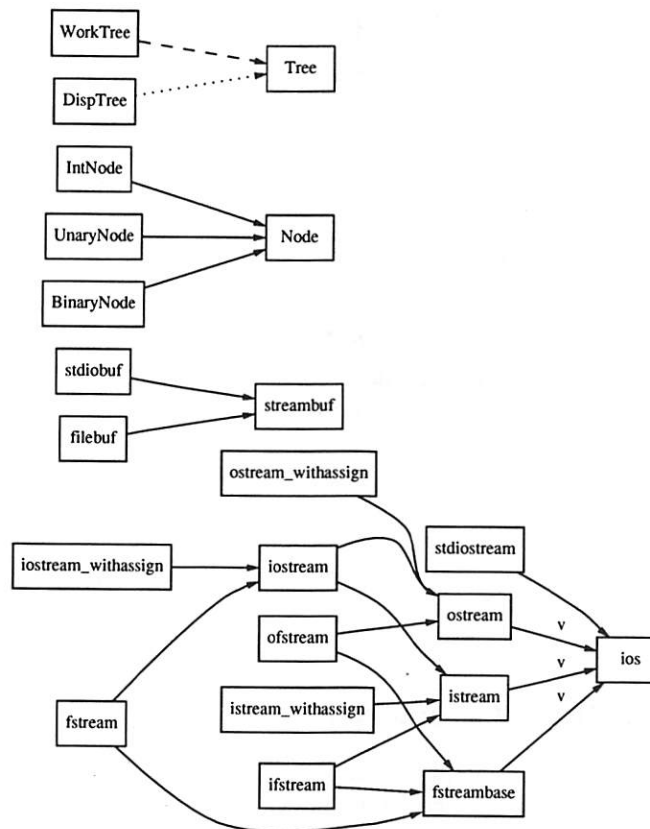 WorkTree
Tree
DispTree
IntNode
UnaryNode
Node
BinaryNode
stdiobuf
streambuf
filebuf
ostream_withassign
stdiostream
iostream_withassign
iostream
ostream
v
ofstream
ios
v
istream
v
istream_withassign
fstream
ifstream
fstreambase